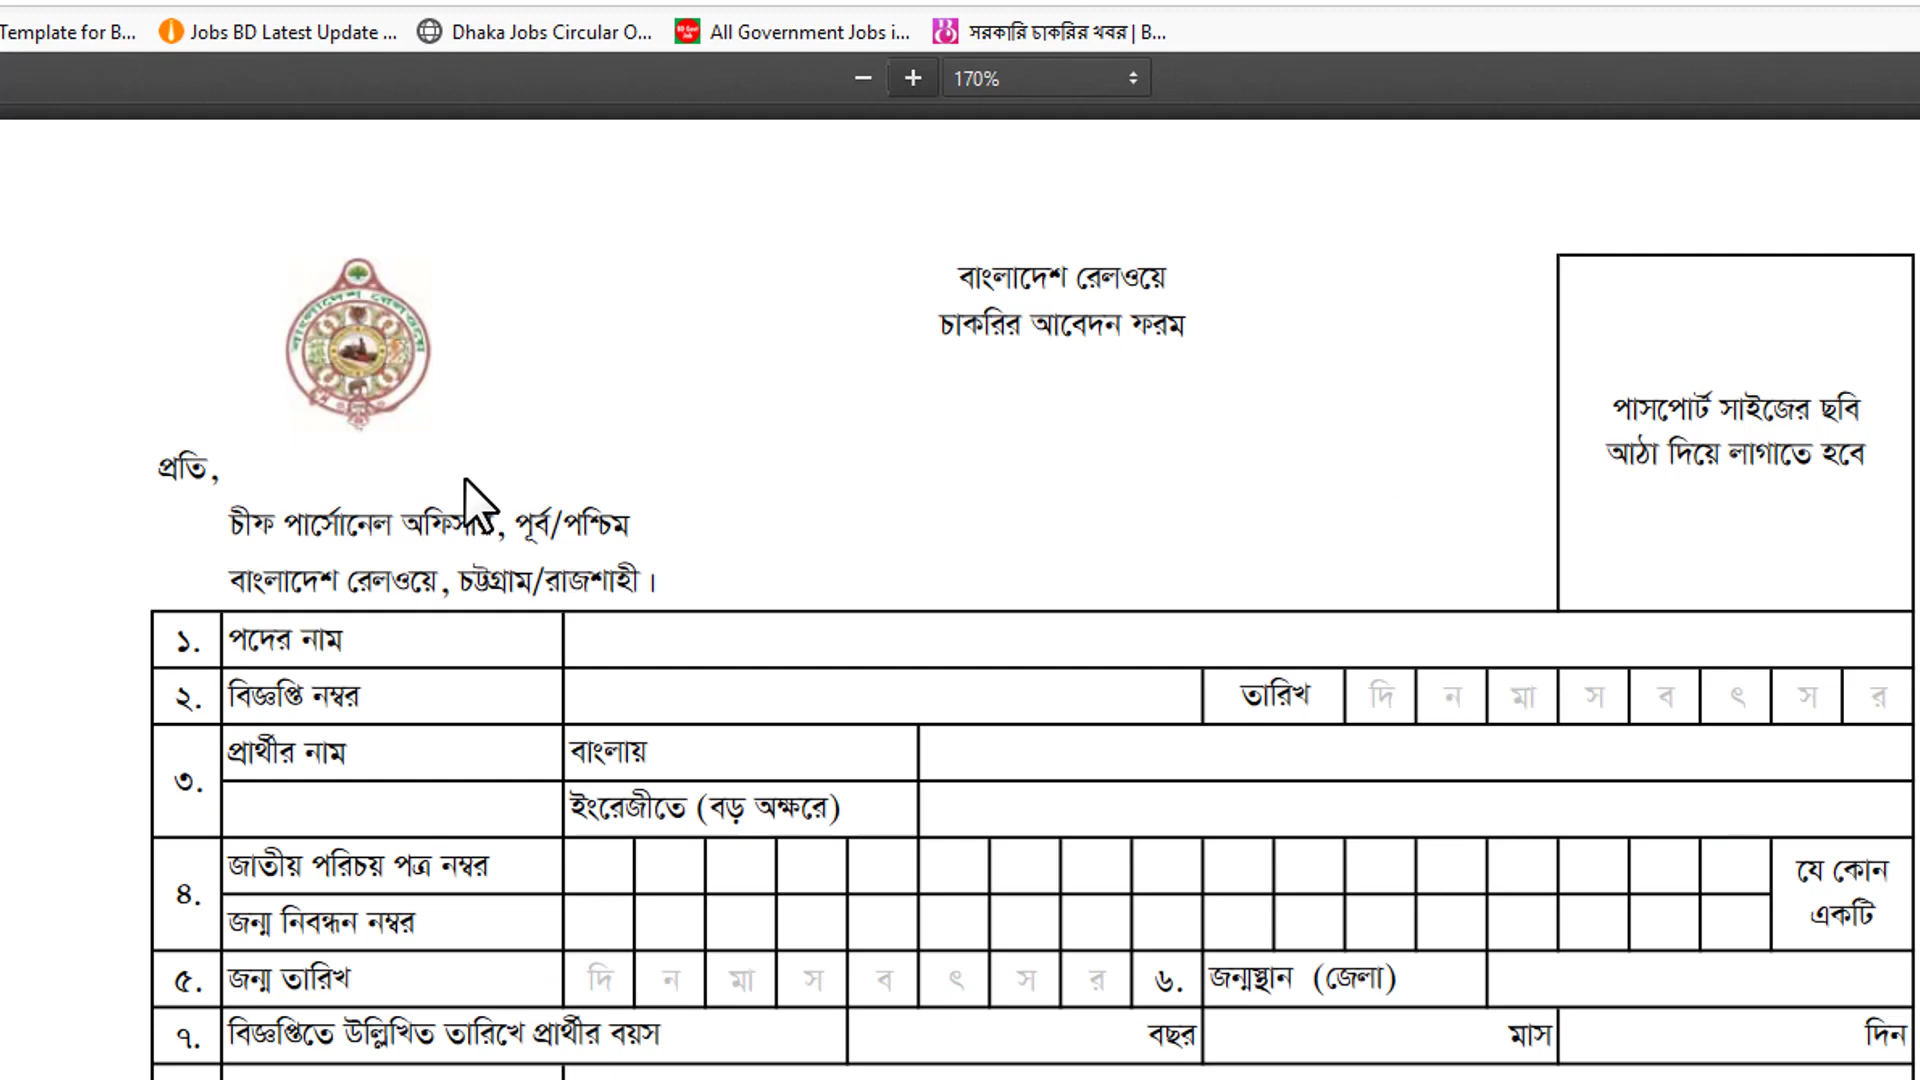 Template for B... Jobs BD Latest Update ... Dhaka Jobs Circular O... All Government Jobs i... সরকারি চাকরির খবর | B...
170%
বাংলাদেশ রেলওয়ে
চাকরির আবেদন ফরম
পাসপোর্ট সাইজের ছবি
আঠা দিয়ে লাগাতে হবে
প্রতি,
চীফ পার্সোনেল অফিসার, পূর্ব/পশ্চিম
বাংলাদেশ রেলওয়ে, চট্টগ্রাম/রাজশাহী।
১. পদের নাম
২. বিজ্ঞপ্তি নম্বর তারিখ দি ন মা স ব ৎ স র
৩. প্রার্থীর নাম বাংলায়
ইংরেজীতে (বড় অক্ষরে)
৪. জাতীয় পরিচয় পত্র নম্বর যে কোন
জন্ম নিবন্ধন নম্বর একটি
৫. জন্ম তারিখ দি ন মা স ব ৎ স র ৬. জন্মস্থান (জেলা)
৭. বিজ্ঞপ্তিতে উল্লিখিত তারিখে প্রার্থীর বয়স বছর মাস দিন